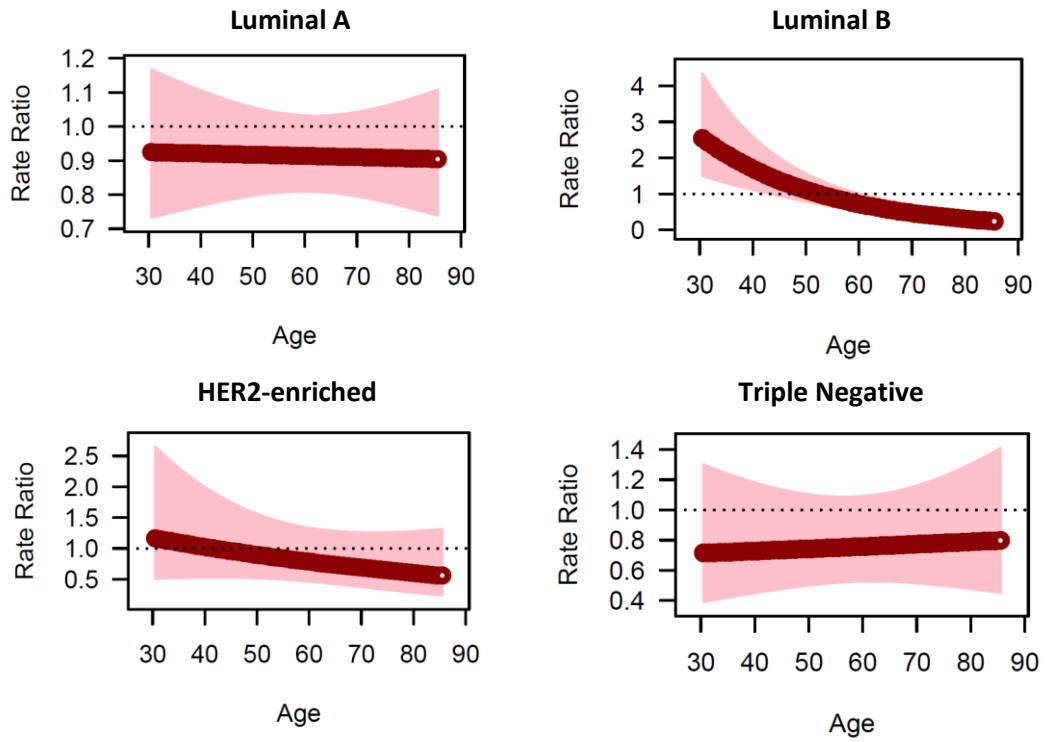 Luminal A
Rate Ratio
1.2
1.1
1.0
0.9
0.8
0.7
30 40 50 60 70 80 90
Age
Luminal B
Rate Ratio
4
3
2
1
0
30 40 50 60 70 80 90
Age
HER2-enriched
Rate Ratio
2.5
2.0
1.5
1.0
0.5
30 40 50 60 70 80 90
Age
Triple Negative
Rate Ratio
1.4
1.2
1.0
0.8
0.6
0.4
30 40 50 60 70 80 90
Age